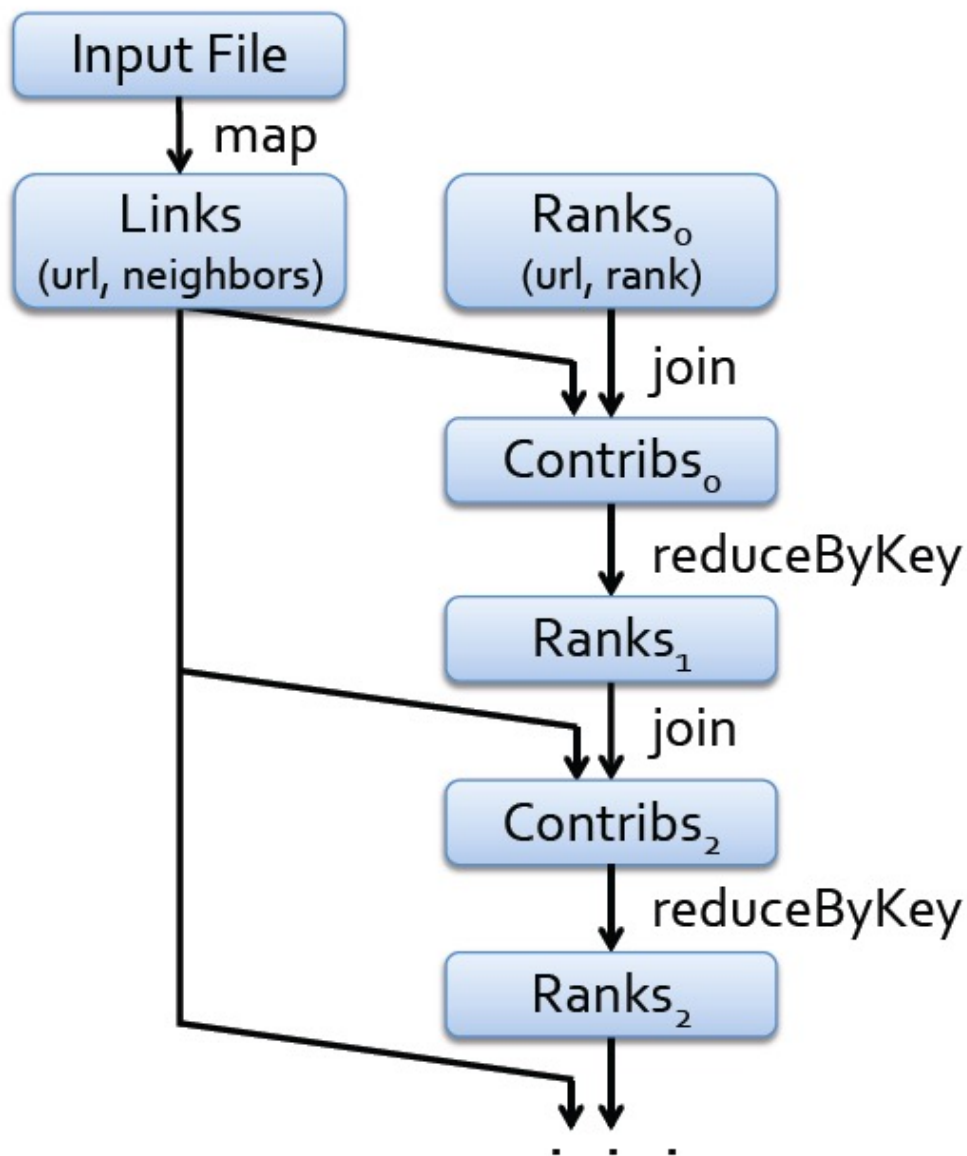 Input File
map
Links
(url, neighbors)
Ranks₀
(url, rank)
join
Contribs₀
reduceByKey
Ranks₁
join
Contribs₂
reduceByKey
Ranks₂
. . .